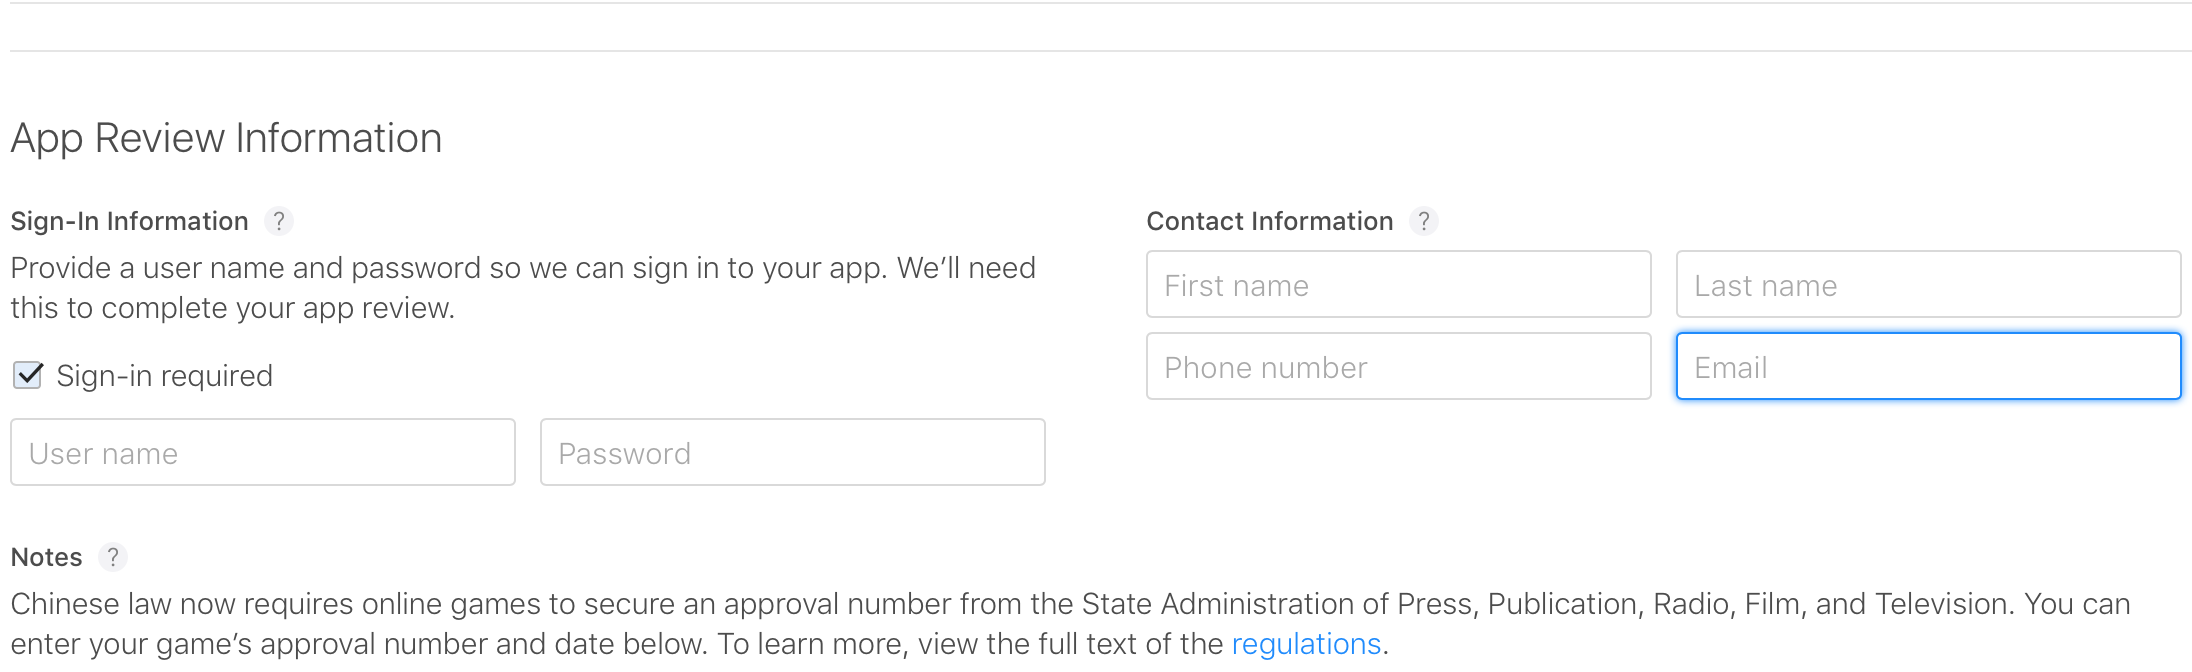 App Review Information
Sign-In Information ?
Provide a user name and password so we can sign in to your app. We’ll need
this to complete your app review.
Sign-in required
User name
Password
Contact Information ?
First name
Last name
Phone number
Email
Notes ?
Chinese law now requires online games to secure an approval number from the State Administration of Press, Publication, Radio, Film, and Television. You can
enter your game’s approval number and date below. To learn more, view the full text of the regulations.